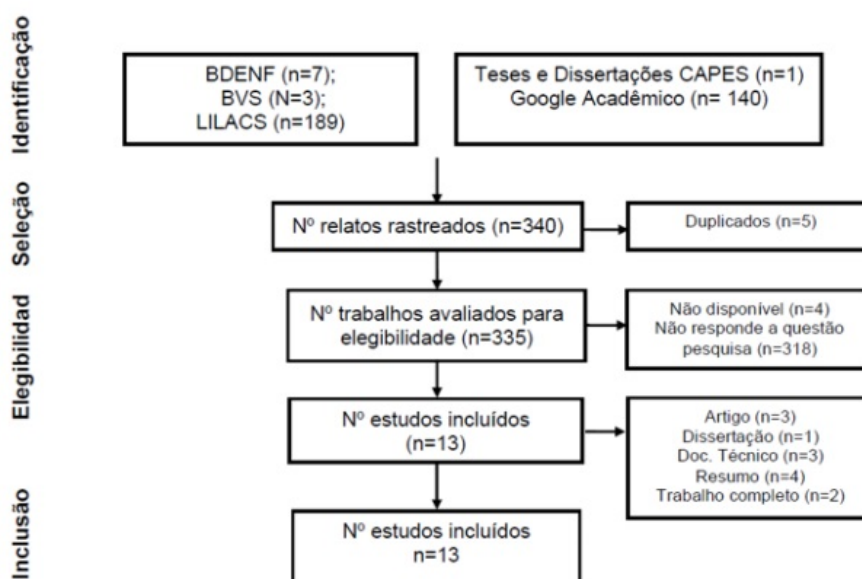 Identificação
BDENF (n=7);
BVS (N=3);
LILACS (n=189)
Teses e Dissertações CAPES (n=1)
Google Acadêmico (n= 140)
Seleção
Nº relatos rastreados (n=340)
Duplicados (n=5)
Elegibilidad
Nº trabalhos avaliados para
elegibilidade (n=335)
Não disponível (n=4)
Não responde a questão
pesquisa (n=318)
Nº estudos incluídos
(n=13)
Artigo (n=3)
Dissertação (n=1)
Doc. Técnico (n=3)
Resumo (n=4)
Trabalho completo (n=2)
Inclusão
Nº estudos incluídos
n=13